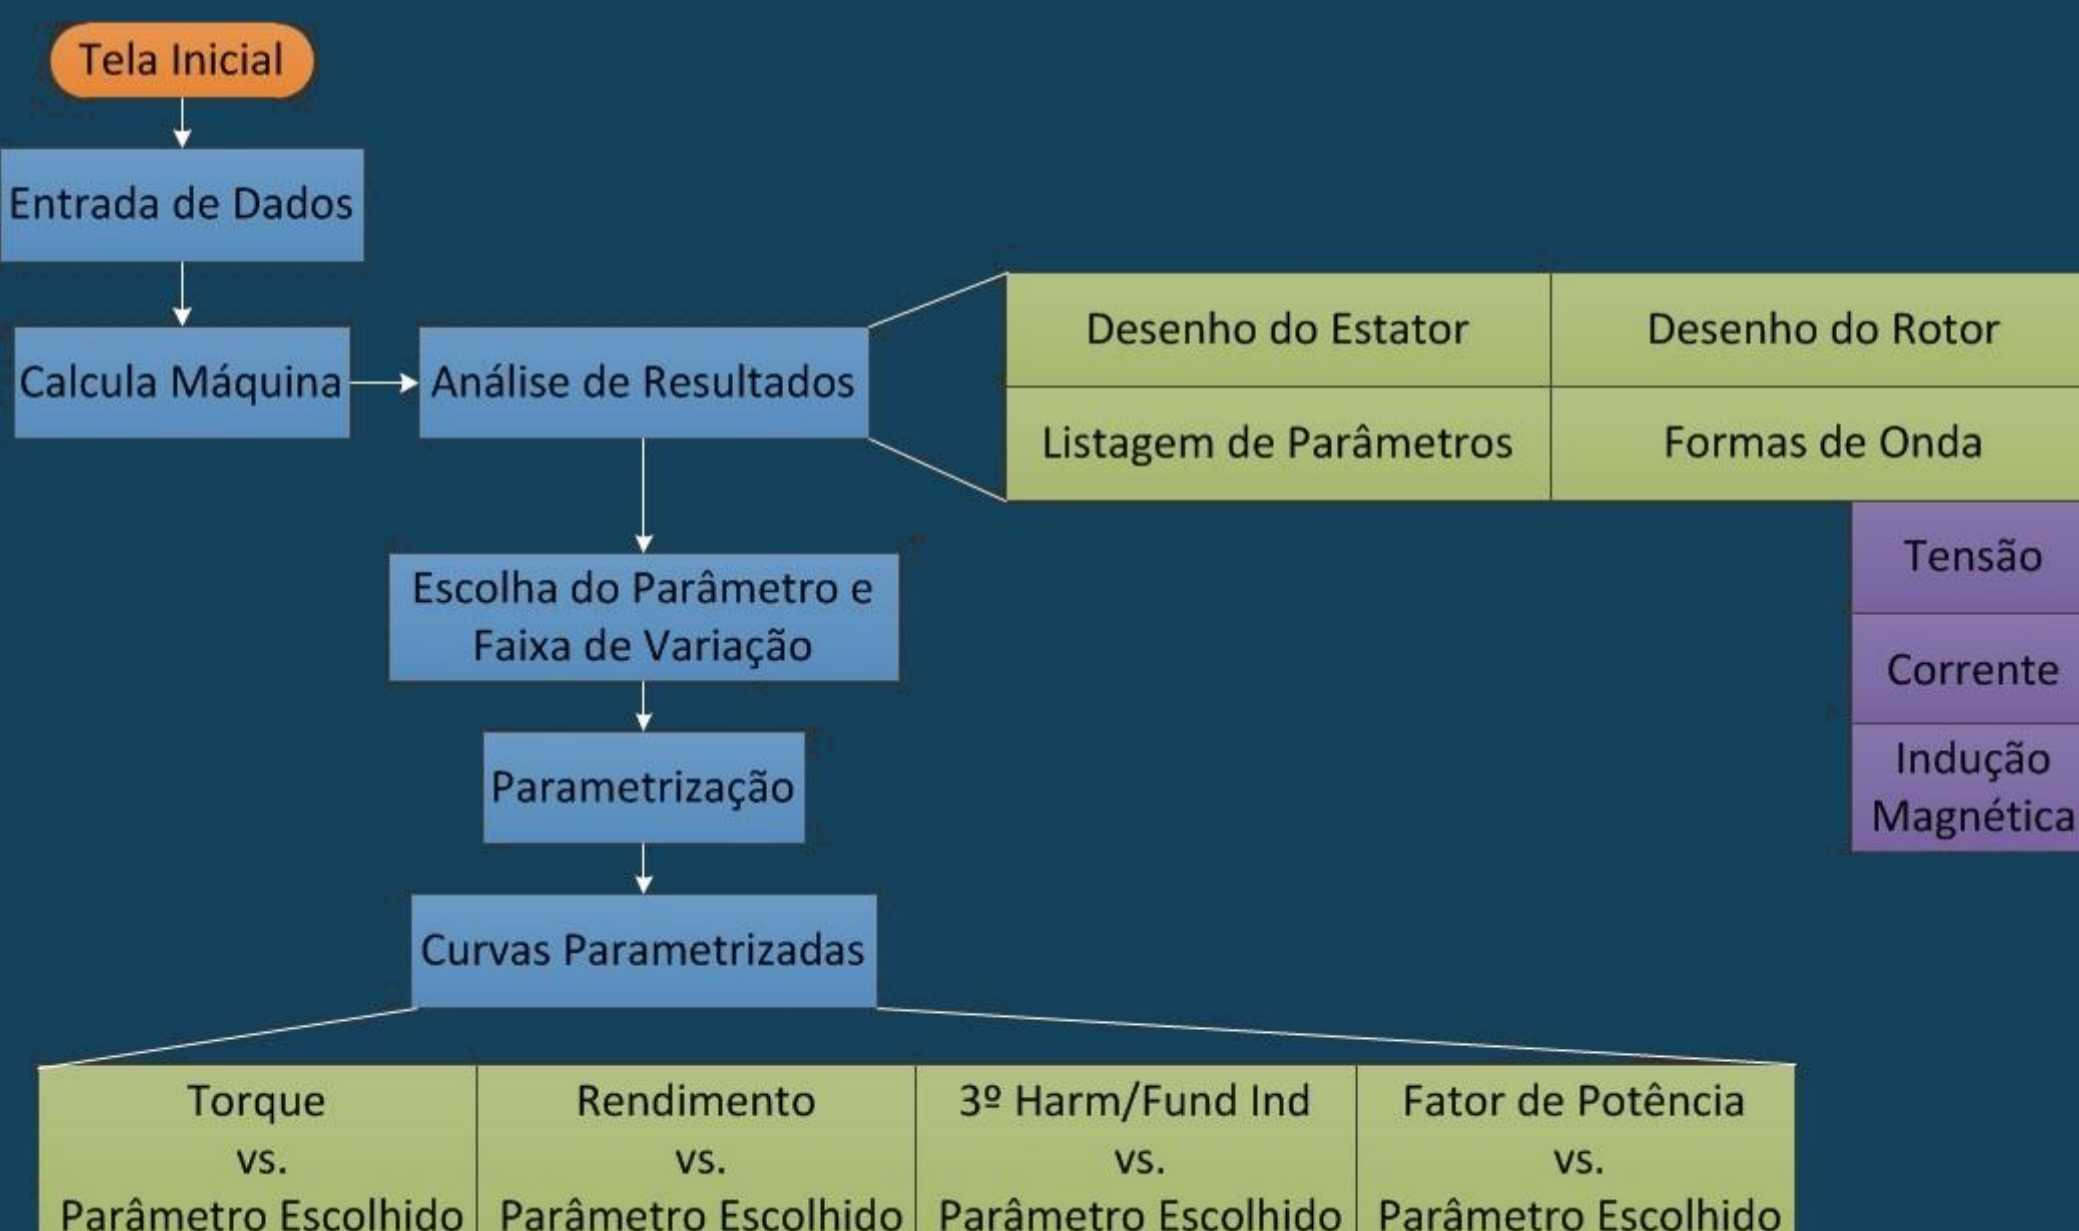 Tela Inicial
Entrada de Dados
Calcula Máquina
Análise de Resultados
Desenho do Estator
Desenho do Rotor
Listagem de Parâmetros
Formas de Onda
Tensão
Corrente
Indução
Magnética
Escolha do Parâmetro e
Faixa de Variação
Parametrização
Curvas Parametrizadas
Torque
vs.
Parâmetro Escolhido
Rendimento
vs.
Parâmetro Escolhido
3º Harm/Fund Ind
vs.
Parâmetro Escolhido
Fator de Potência
vs.
Parâmetro Escolhido